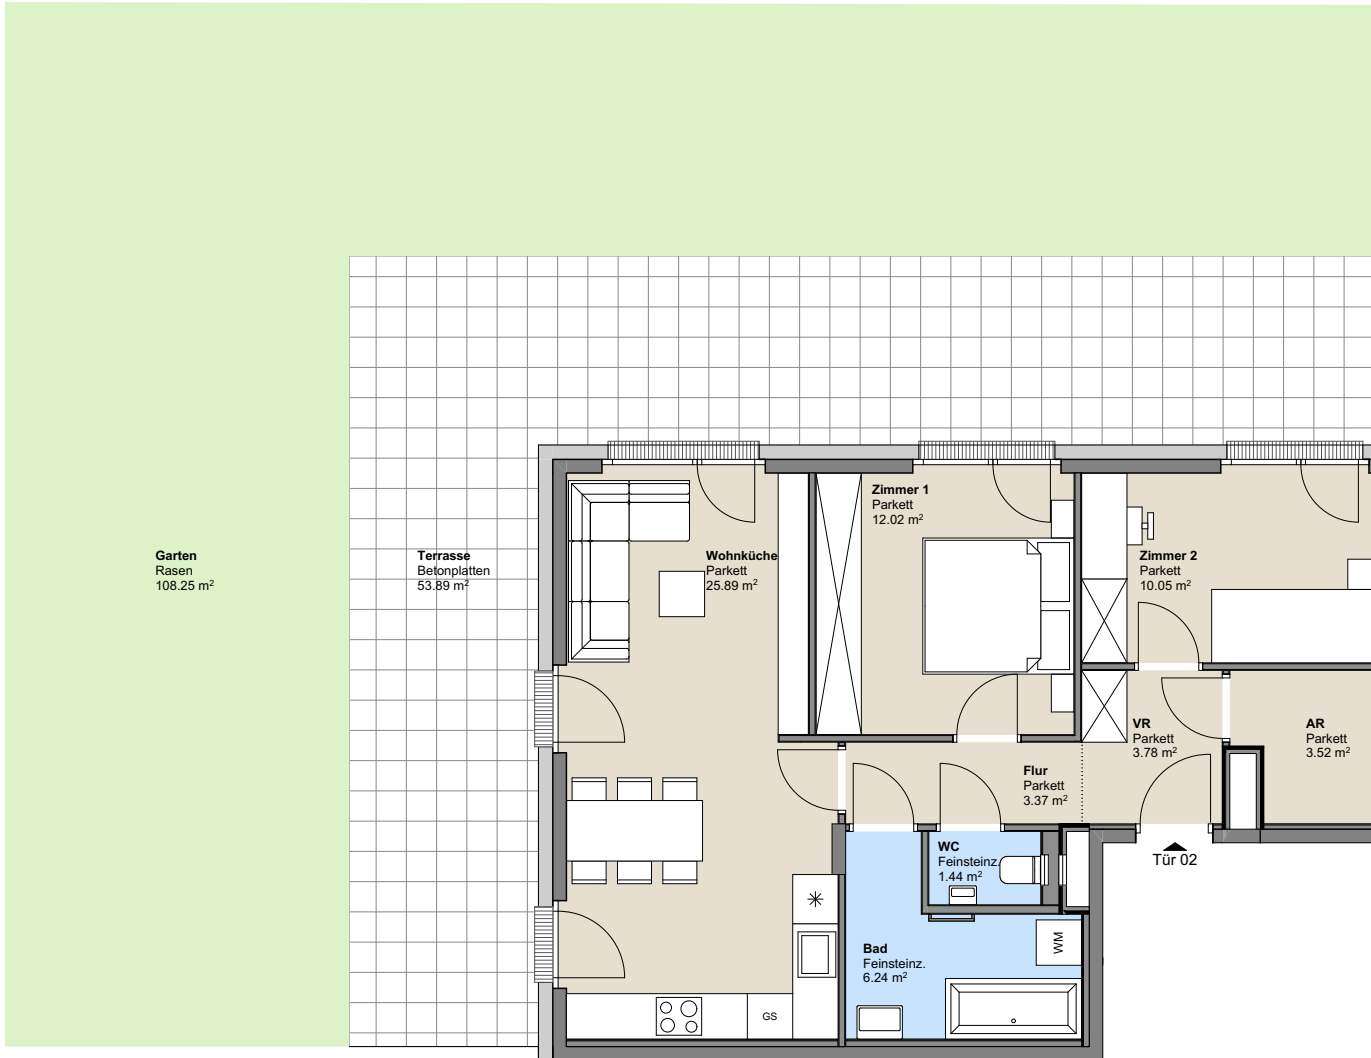 Zimmer 1
Parkett
12.02 m²
Garten
Rasen
108.25 m²
Terrasse
Betonplatten
53.89 m²
Wohnküche
Parkett
25.89 m²
Zimmer 2
Parkett
10.05 m²
VR
Parkett
3.78 m²
AR
Parkett
3.52 m²
Flur
Parkett
3.37 m²
WC
Feinsteinz.
1.44 m²
Tür 02
Bad
Feinsteinz.
6.24 m²
WM
GS